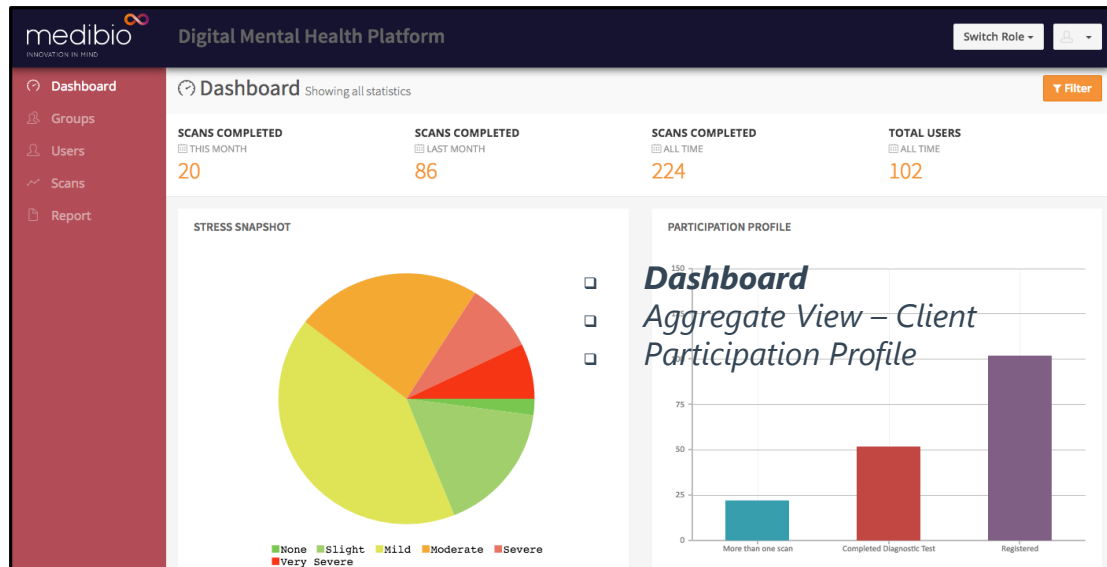 medibio
INNOVATION IN MIND
Digital Mental Health Platform
Switch Role
Dashboard
Groups
Users
Scans
Report
Dashboard Showing all statistics
Filter
SCANS COMPLETED
THIS MONTH
20
SCANS COMPLETED
LAST MONTH
86
SCANS COMPLETED
ALL TIME
224
TOTAL USERS
ALL TIME
102
STRESS SNAPSHOT
None Slight Mild Moderate Severe
Very Severe
PARTICIPATION PROFILE
150
75
50
25
0
More than one scan Completed Diagnostic Test Registered
Dashboard
Aggregate View – Client
Participation Profile